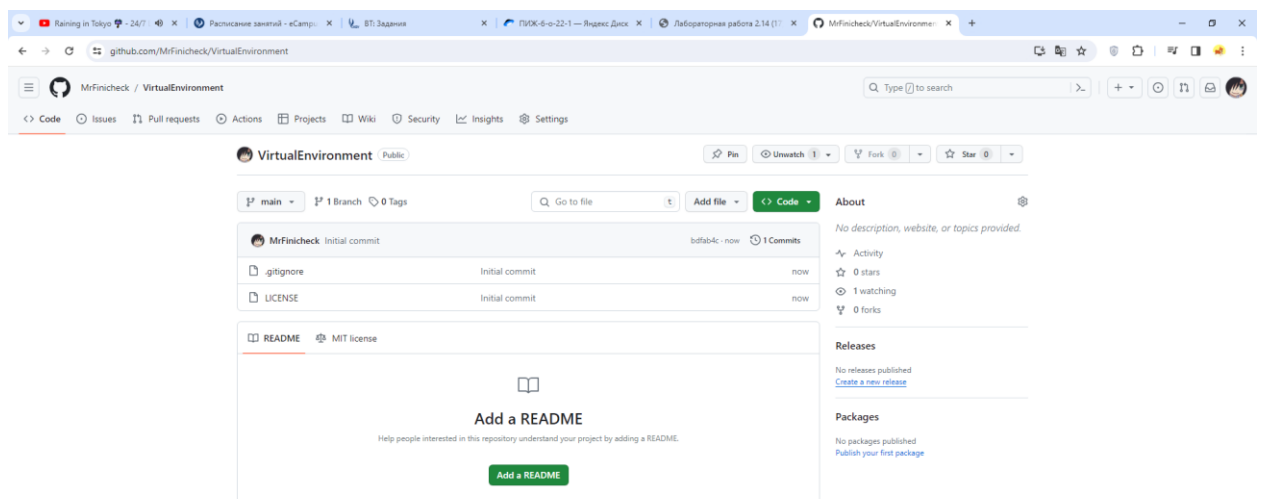 Raining in Tokyo 🌹 - 24/7 Расписание занятий - eCampu BTI: Задания ПИЖ-б-о-22-1 — Яндекс Диск Лабораторная работа 2.14 (17 MrFinicheck/VirtualEnvironmen
github.com/MrFinicheck/VirtualEnvironment
MrFinicheck / VirtualEnvironment Type / to search
Code Issues Pull requests Actions Projects Wiki Security Insights Settings
VirtualEnvironment Public Pin Unwatch 1 Fork 0 Star 0
main 1 Branch 0 Tags Go to file t Add file Code
MrFinicheck Initial commit bdfab4c · now 1 Commits
.gitignore Initial commit now
LICENSE Initial commit now
README MIT license
Add a README
Help people interested in this repository understand your project by adding a README.
Add a README
About
No description, website, or topics provided.
Activity
0 stars
1 watching
0 forks
Releases
No releases published
Create a new release
Packages
No packages published
Publish your first package